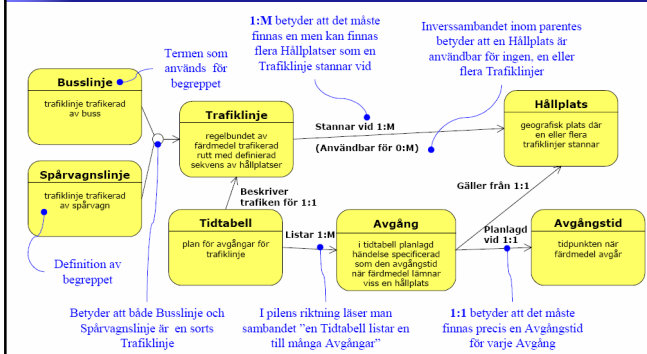 1:M betyder att det måste
finnas en men kan finnas
flera Hållplatser som en
Trafiklinje stannar vid
Inverssambandet inom parentes
betyder att en Hållplats är
användbar för ingen, en eller
flera Trafiklinjer
Termen som
används för
begreppet
Busslinje
trafiklinje trafikerad
av buss
Trafiklinje
regelbundet av
färdmedel trafikerad
rutt med definierad
sekvens av hållplatser
Stannar vid 1:M
(Användbar för 0:M)
Hållplats
geografisk plats där
en eller flera
trafiklinjer stannar
Spårvagnslinje
trafiklinje trafikerad
av spårvagn
Beskriver
trafiken för 1:1
Gäller från 1:1
Tidtabell
plan för avgångar för
trafiklinje
Listar 1:M
Avgång
i tidtabell planlagd
händelse specificerad
som den avgångstid
när färdmedel lämnar
viss en hållplats
Planlagd
vid 1:1
Avgångstid
tidpunkten när
färdmedel avgår
Definition av
begreppet
Betyder att både Busslinje och
Spårvagnslinje är en sorts
Trafiklinje
I pilens riktning läser man
sambandet ”en Tidtabell listar en
till många Avgångar”
1:1 betyder att det måste
finnas precis en Avgångstid
för varje Avgång